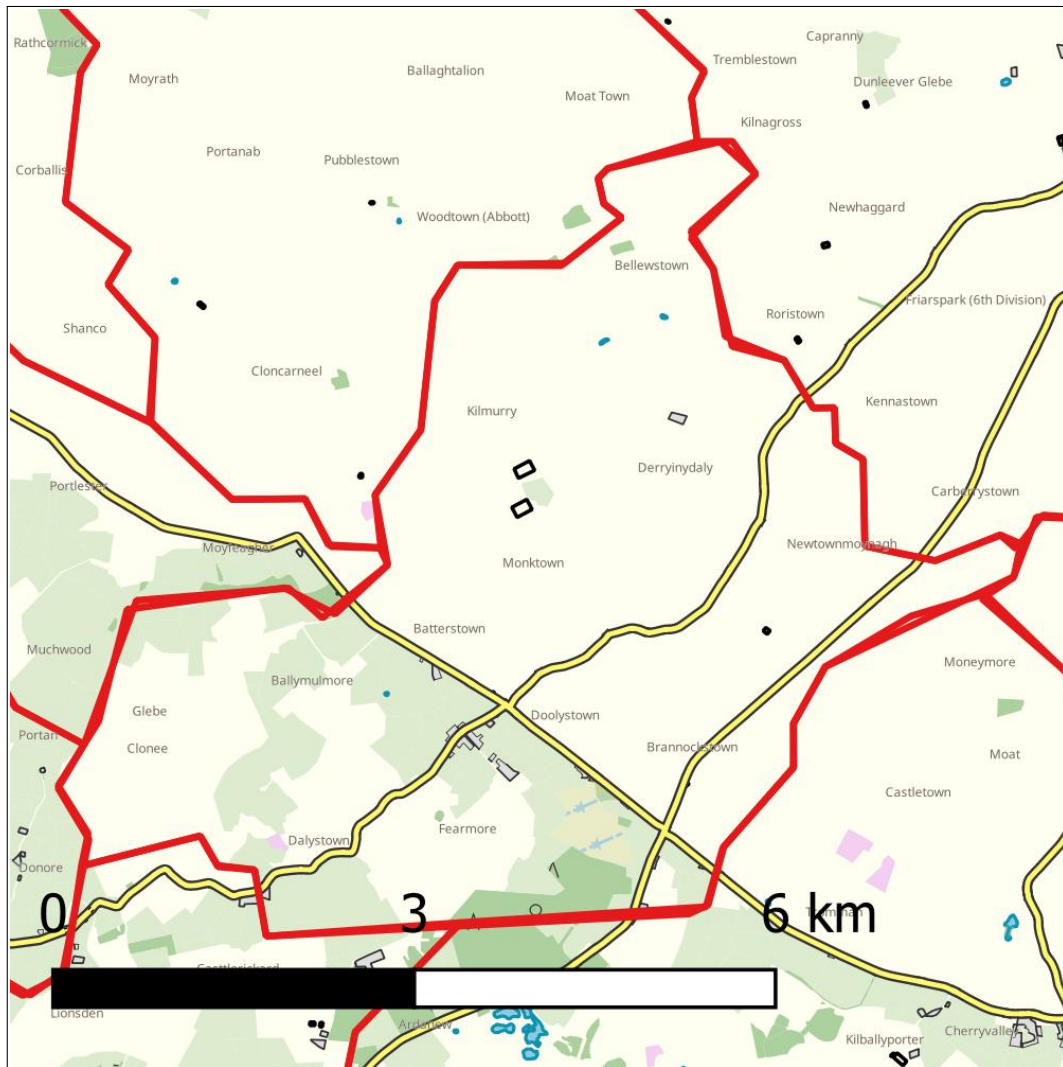 Capranny
Rathcormick
Tremblestown
Ballaghtalion
Moyrath
Dunleever Glebe
Moat Town
Kilnagross
Portanab
Pubblestown
Corballis
Newhaggard
Woodtown (Abbott)
Bellewstown
Friarspark (6th Division)
Roristown
Shanco
Cloncarneel
Kennastown
Kilmurry
Derryinydaly
Portlester
Carberrystown
Newtownmoynagh
Moyfeagher
Monktown
Batterstown
Muchwood
Moneymore
Ballymulmore
Glebe
Doolystown
Portan
Clonee
Brannockstown
Moat
Castletown
Fearmore
Dalystown
Donore
0 3 6 km
Lionsden
Ardanew
Cherryvalley
Kilballyporter